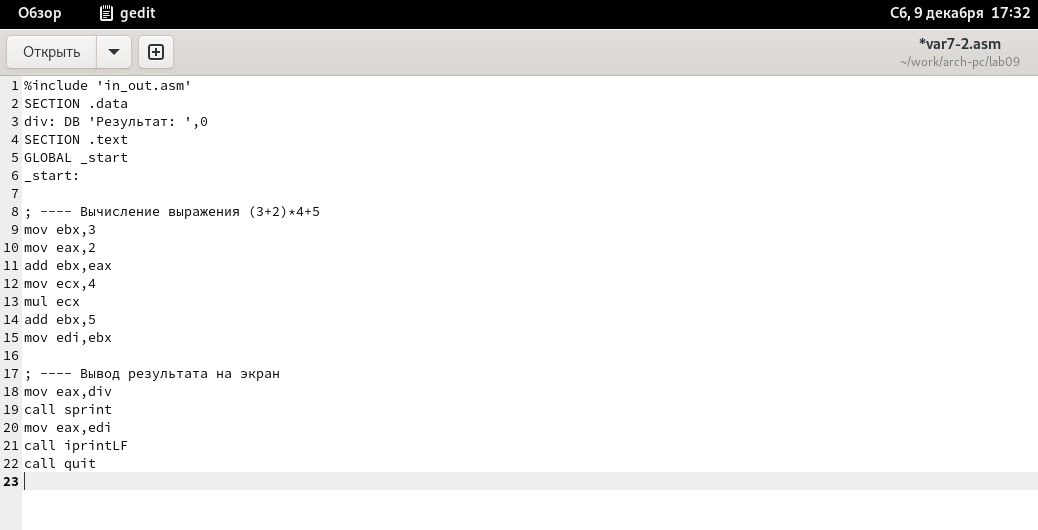 Обзор gedit Сб, 9 декабря 17:32
Открыть *var7-2.asm
~/work/arch-pc/lab09
1 %include 'in_out.asm'
2 SECTION .data
3 div: DB 'Результат: ',0
4 SECTION .text
5 GLOBAL _start
6 _start:
7
8 ; ---- Вычисление выражения (3+2)*4+5
9 mov ebx,3
10 mov eax,2
11 add ebx,eax
12 mov ecx,4
13 mul ecx
14 add ebx,5
15 mov edi,ebx
16
17 ; ---- Вывод результата на экран
18 mov eax,div
19 call sprint
20 mov eax,edi
21 call iprintLF
22 call quit
23